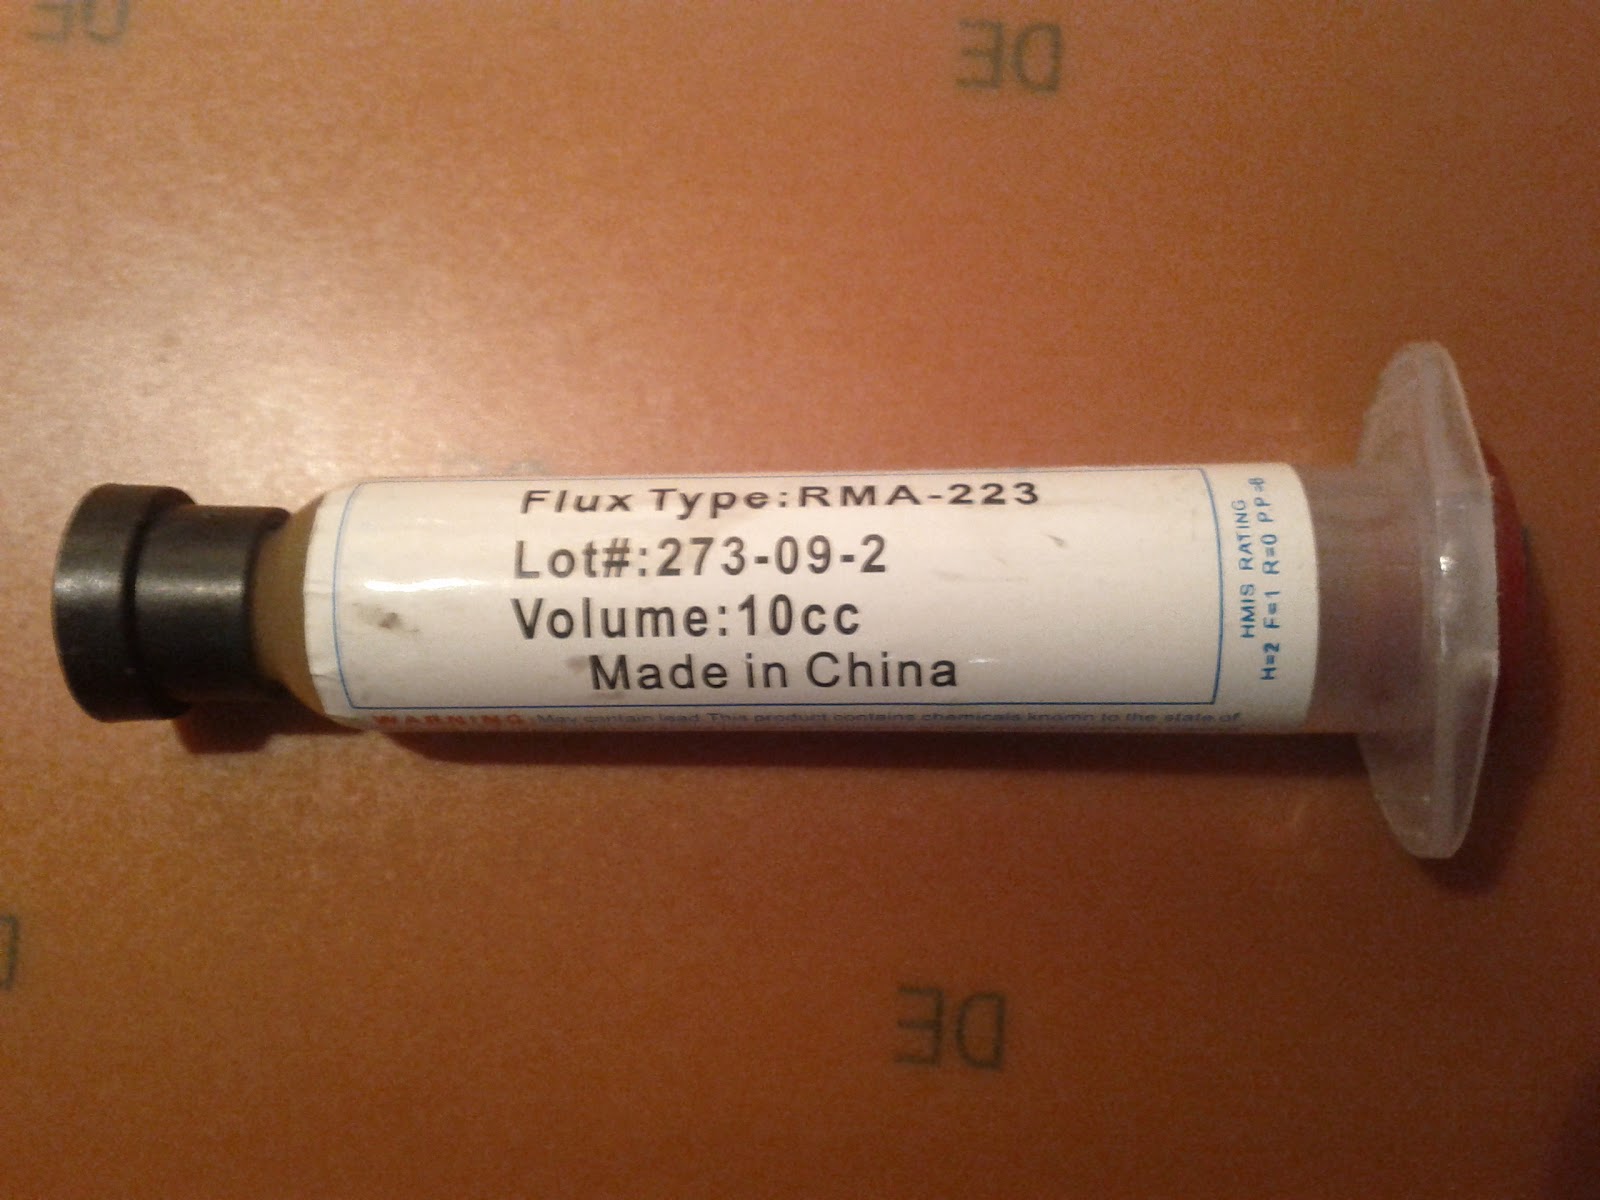 DE
DE
Flux Type:RMA-223
Lot#:273-09-2
Volume:10cc
Made in China
WARNING May contain lead This product contains chemicals known to the state of
HMIS RATING
H=2 F=1 R=0 PP=B
DE